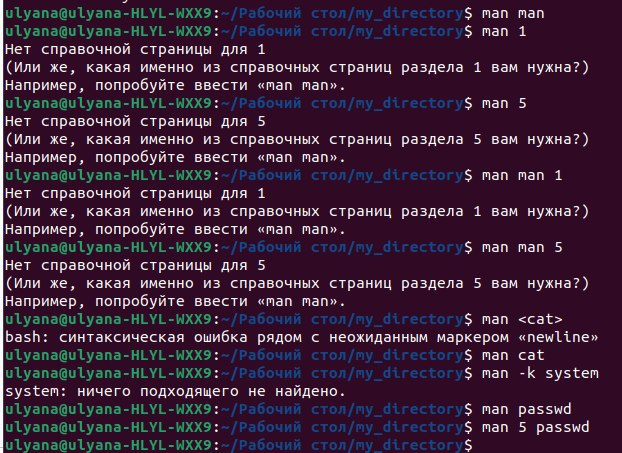 ulyana@ulyana-HLYL-WXX9:~/Рабочий стол/my_directory$ man man
ulyana@ulyana-HLYL-WXX9:~/Рабочий стол/my_directory$ man 1
Нет справочной страницы для 1
(Или же, какая именно из справочных страниц раздела 1 вам нужна?)
Например, попробуйте ввести «man man».
ulyana@ulyana-HLYL-WXX9:~/Рабочий стол/my_directory$ man 5
Нет справочной страницы для 5
(Или же, какая именно из справочных страниц раздела 5 вам нужна?)
Например, попробуйте ввести «man man».
ulyana@ulyana-HLYL-WXX9:~/Рабочий стол/my_directory$ man man 1
Нет справочной страницы для 1
(Или же, какая именно из справочных страниц раздела 1 вам нужна?)
Например, попробуйте ввести «man man».
ulyana@ulyana-HLYL-WXX9:~/Рабочий стол/my_directory$ man man 5
Нет справочной страницы для 5
(Или же, какая именно из справочных страниц раздела 5 вам нужна?)
Например, попробуйте ввести «man man».
ulyana@ulyana-HLYL-WXX9:~/Рабочий стол/my_directory$ man <cat>
bash: синтаксическая ошибка рядом с неожиданным маркером «newline»
ulyana@ulyana-HLYL-WXX9:~/Рабочий стол/my_directory$ man cat
ulyana@ulyana-HLYL-WXX9:~/Рабочий стол/my_directory$ man -k system
system: ничего подходящего не найдено.
ulyana@ulyana-HLYL-WXX9:~/Рабочий стол/my_directory$ man passwd
ulyana@ulyana-HLYL-WXX9:~/Рабочий стол/my_directory$ man 5 passwd
ulyana@ulyana-HLYL-WXX9:~/Рабочий стол/my_directory$